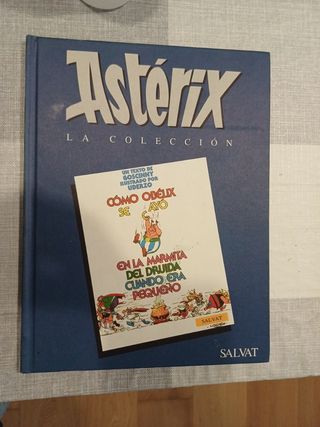 Astérix
LA COLECCIÓN
UN TEXTO DE
GOSCINNY
ILUSTRADO POR
UDERZO
CÓMO OBÉLIX
SE CAYÓ
EN LA MARMITA
DEL DRUIDA
CUANDO ERA
PEQUEÑO
SALVAT
SALVAT